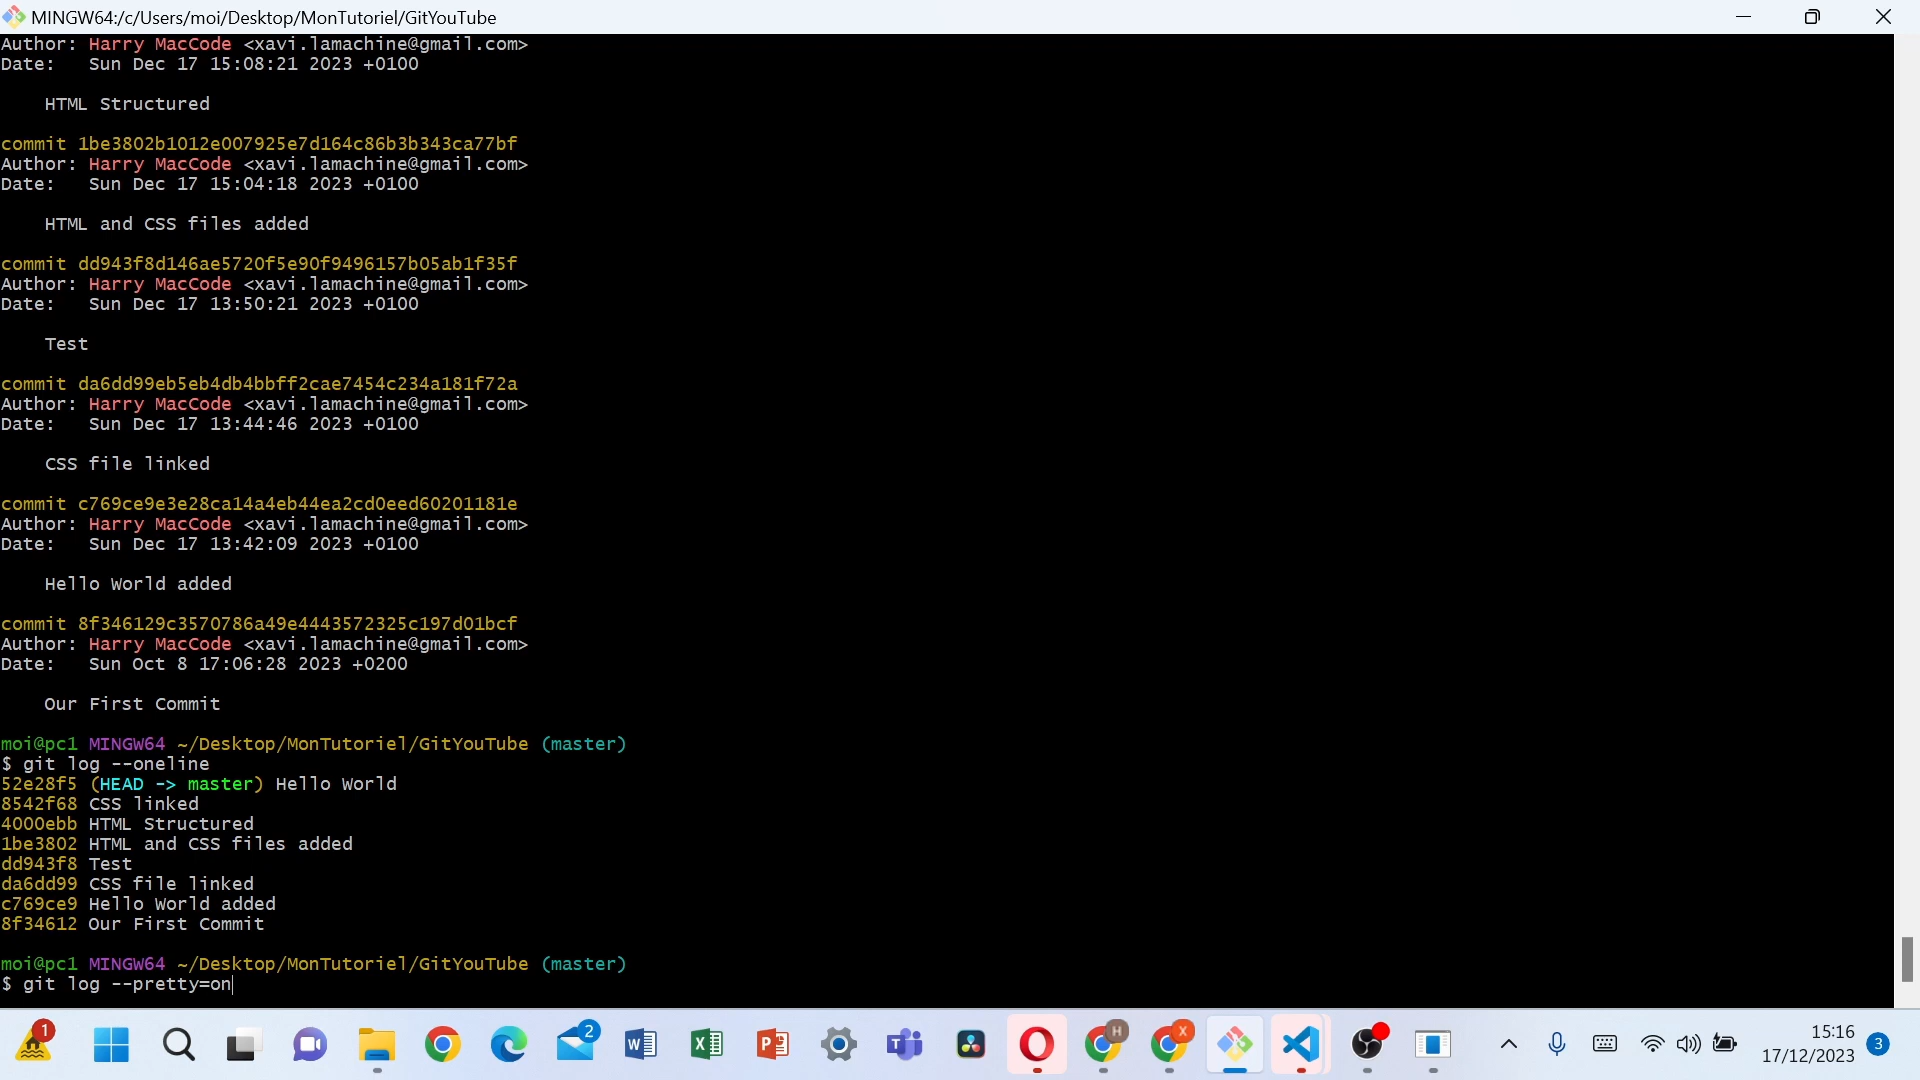 MINGW64:/c/Users/moi/Desktop/MonTutoriel/GitYouTube
Author: Harry MacCode <xavi.lamachine@gmail.com>
Date:   Sun Dec 17 15:08:21 2023 +0100
HTML Structured
commit 1be3802b1012e007925e7d164c86b3b343ca77bf
Author: Harry MacCode <xavi.lamachine@gmail.com>
Date:   Sun Dec 17 15:04:18 2023 +0100
HTML and CSS files added
commit dd943f8d146ae5720f5e90f9496157b05ab1f35f
Author: Harry MacCode <xavi.lamachine@gmail.com>
Date:   Sun Dec 17 13:50:21 2023 +0100
Test
commit da6dd99eb5eb4db4bbff2cae7454c234a181f72a
Author: Harry MacCode <xavi.lamachine@gmail.com>
Date:   Sun Dec 17 13:44:46 2023 +0100
CSS file linked
commit c769ce9e3e28ca14a4eb44ea2cd0eed60201181e
Author: Harry MacCode <xavi.lamachine@gmail.com>
Date:   Sun Dec 17 13:42:09 2023 +0100
Hello World added
commit 8f346129c3570786a49e4443572325c197d01bcf
Author: Harry MacCode <xavi.lamachine@gmail.com>
Date:   Sun Oct 8 17:06:28 2023 +0200
Our First Commit
moi@pc1 MINGW64 ~/Desktop/MonTutoriel/GitYouTube (master)
$ git log --oneline
52e28f5 (HEAD -> master) Hello World
8542f68 CSS linked
4000ebb HTML Structured
1be3802 HTML and CSS files added
dd943f8 Test
da6dd99 CSS file linked
c769ce9 Hello World added
8f34612 Our First Commit
moi@pc1 MINGW64 ~/Desktop/MonTutoriel/GitYouTube (master)
$ git log --pretty=on
1
2
W
X
P
T
H
X
15:16
17/12/2023
3